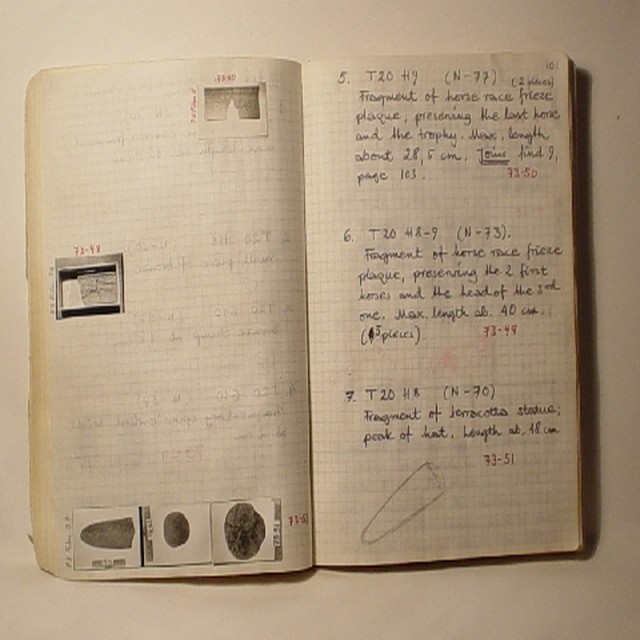 73-50
73-48
73-51
101
5. T20 H9 (N-77) (2 pieces)
Fragment of horse race frieze
plaque, preserving the last horse
and the trophy. Max. length
about 28,5 cm. Joins find 9,
page 103. 73-50
6. T20 H8-9 (N-73).
Fragment of horse race frieze
plaque, preserving the 2 first
horses and the head of the 3rd
one. Max. length ab. 40 cm.
(5 pieces) 73-48
7. T20 H8 (N-70)
Fragment of terracotta statue;
peak of hat. Length ab. 18 cm
73-51